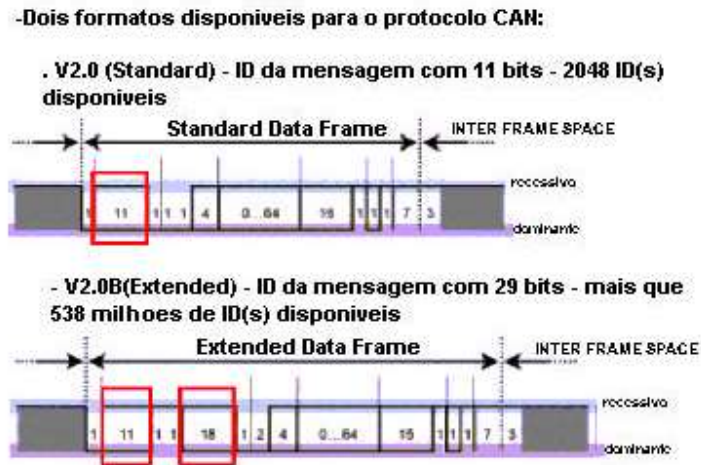 -Dois formatos disponiveis para o protocolo CAN:
. V2.0 (Standard) - ID da mensagem com 11 bits - 2048 ID(s)
disponiveis
Standard Data Frame INTER FRAME SPACE
recessivo
1 11 1 1 1 4 0...64 15 1 1 1 7 3
dominante
- V2.0B(Extended) - ID da mensagem com 29 bits - mais que
538 milhoes de ID(s) disponiveis
Extended Data Frame INTER FRAME SPACE
recessivo
1 11 1 1 18 1 2 4 0...64 15 1 1 1 7 3
dominante